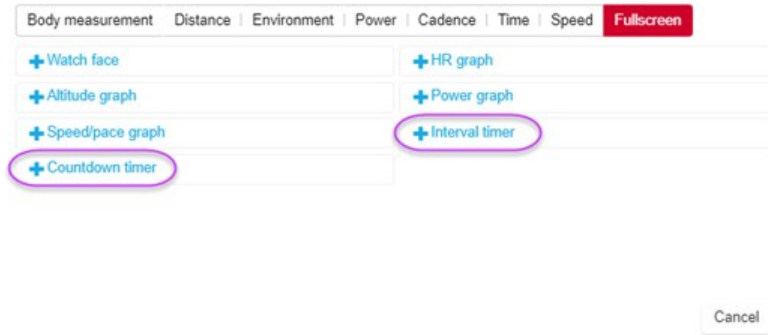 Body measurement Distance Environment Power Cadence Time Speed Fullscreen
Watch face HR graph
Altitude graph Power graph
Speed/pace graph Interval timer
Countdown timer
Cancel